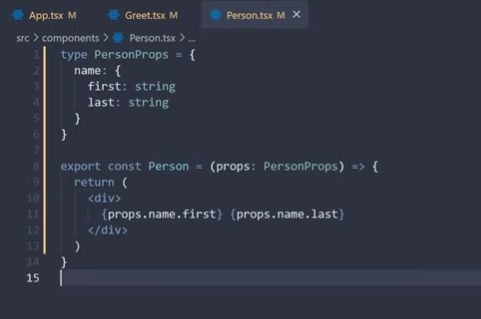 App.tsx M Greet.tsx M Person.tsx M ×
src > components > Person.tsx > ...
1 type PersonProps = {
2   name: {
3     first: string
4     last: string
5   }
6 }
7
8 export const Person = (props: PersonProps) => {
9   return (
10     <div>
11       {props.name.first} {props.name.last}
12     </div>
13   )
14 }
15